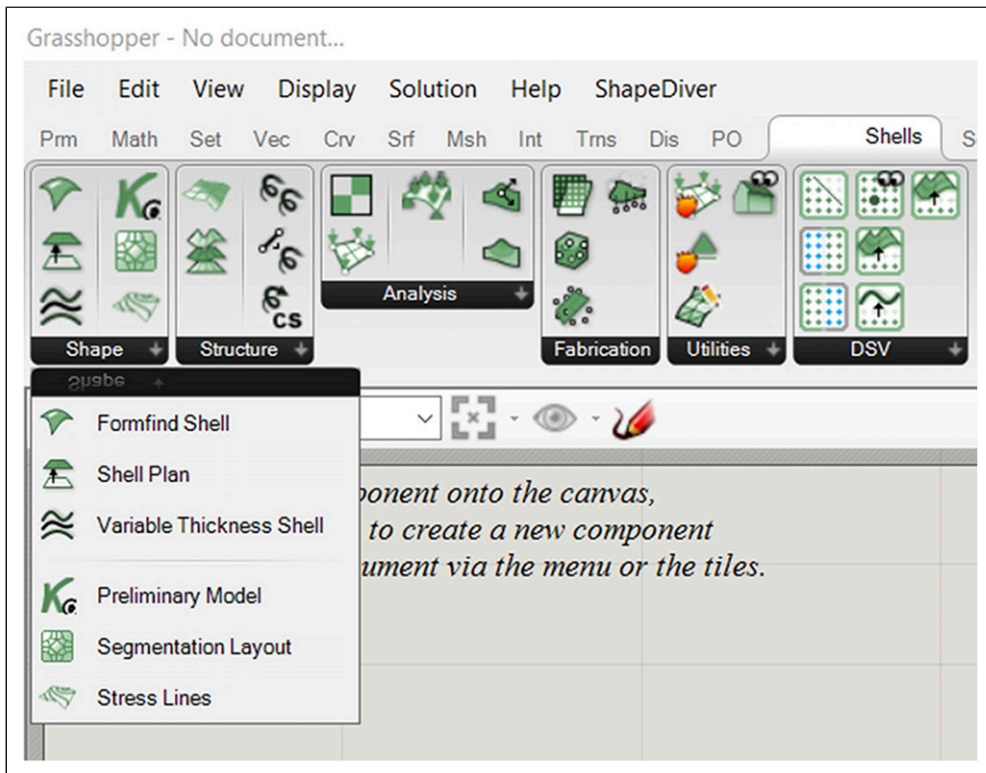 Grasshopper - No document...
File Edit View Display Solution Help ShapeDiver
Prm Math Set Vec Crv Srf Msh Int Trns Dis PO Shells S
CS
Analysis
Shape Structure Fabrication Utilities DSV
Shape
Formfind Shell
Shell Plan
ponent onto the canvas,
Variable Thickness Shell
to create a new component
ument via the menu or the tiles.
Preliminary Model
Segmentation Layout
Stress Lines